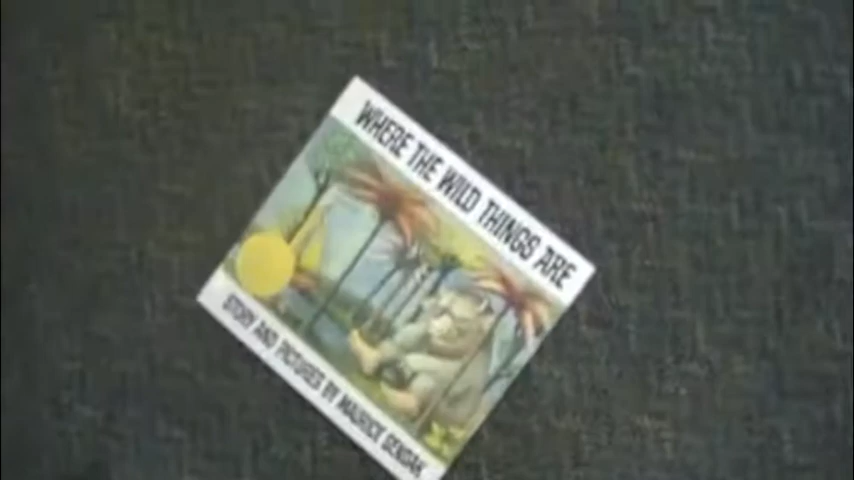 WHERE THE WILD THINGS ARE
STORY AND PICTURES BY MAURICE SENDAK